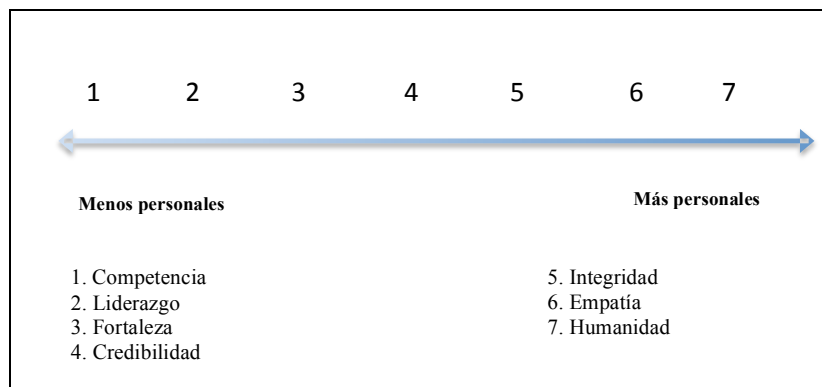 1 2 3 4 5 6 7
Menos personales Más personales
1. Competencia
2. Liderazgo
3. Fortaleza
4. Credibilidad
5. Integridad
6. Empatía
7. Humanidad